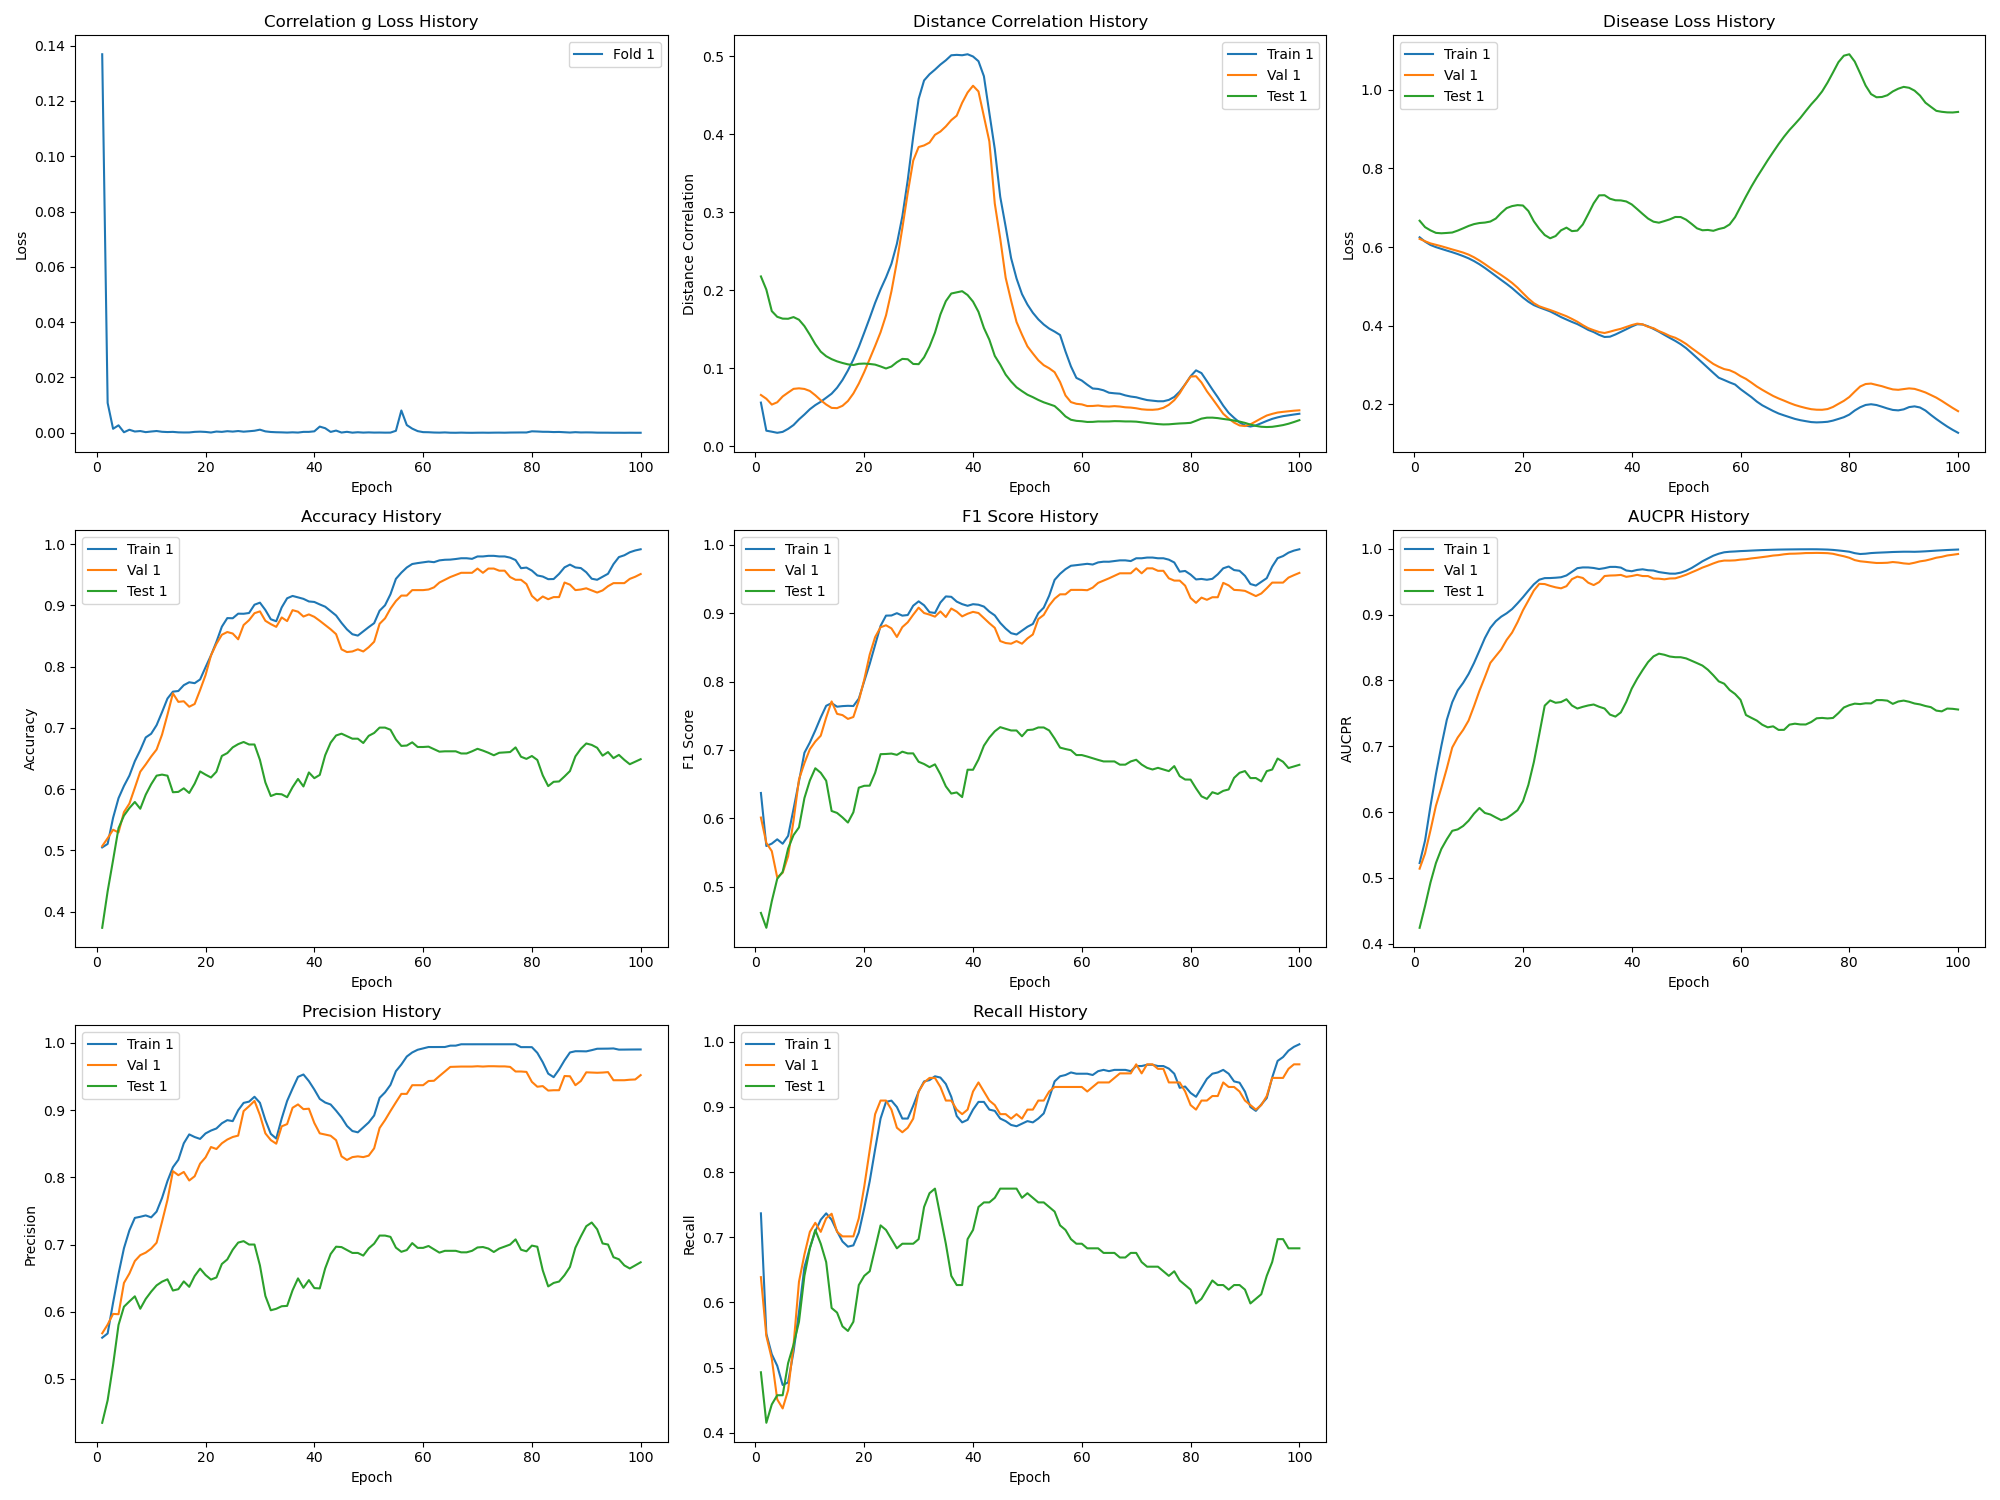 Correlation g Loss History
Fold 1
0.14
0.12
0.10
0.08
0.06
0.04
0.02
0.00
Loss
0 20 40 60 80 100
Epoch
Distance Correlation History
Train 1
Val 1
Test 1
0.5
0.4
0.3
0.2
0.1
0.0
Distance Correlation
0 20 40 60 80 100
Epoch
Disease Loss History
Train 1
Val 1
Test 1
1.0
0.8
0.6
0.4
0.2
Loss
0 20 40 60 80 100
Epoch
Accuracy History
Train 1
Val 1
Test 1
1.0
0.9
0.8
0.7
0.6
0.5
0.4
Accuracy
0 20 40 60 80 100
Epoch
F1 Score History
Train 1
Val 1
Test 1
1.0
0.9
0.8
0.7
0.6
0.5
F1 Score
0 20 40 60 80 100
Epoch
AUCPR History
Train 1
Val 1
Test 1
1.0
0.9
0.8
0.7
0.6
0.5
0.4
AUCPR
0 20 40 60 80 100
Epoch
Precision History
Train 1
Val 1
Test 1
1.0
0.9
0.8
0.7
0.6
0.5
Precision
0 20 40 60 80 100
Epoch
Recall History
Train 1
Val 1
Test 1
1.0
0.9
0.8
0.7
0.6
0.5
0.4
Recall
0 20 40 60 80 100
Epoch